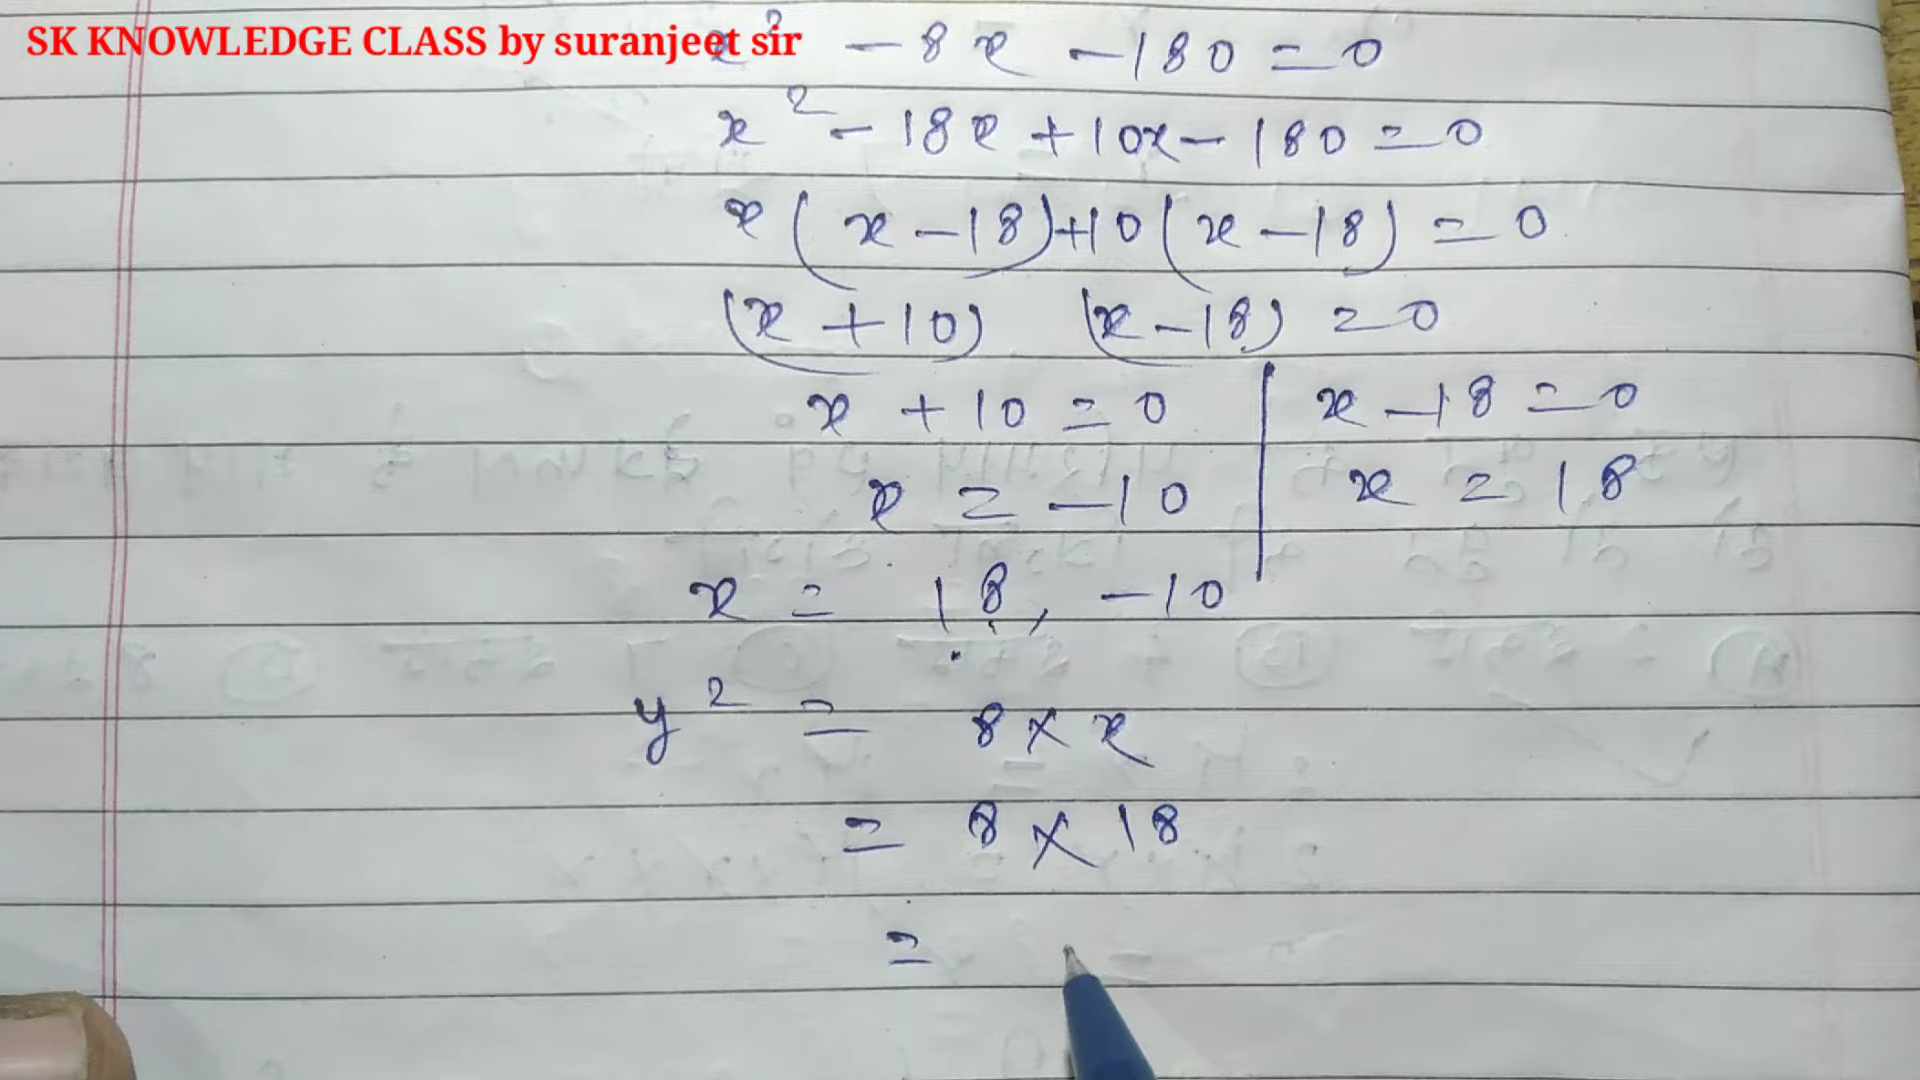 SK KNOWLEDGE CLASS by suranjeet sir
x² - 8x - 180 = 0
x² - 18x + 10x - 180 = 0
x(x - 18) + 10(x - 18) = 0
(x + 10) (x - 18) = 0
x + 10 = 0 | x - 18 = 0
x = -10 | x = 18
x = 18, -10
y² = 8 × x
= 8 × 18
=